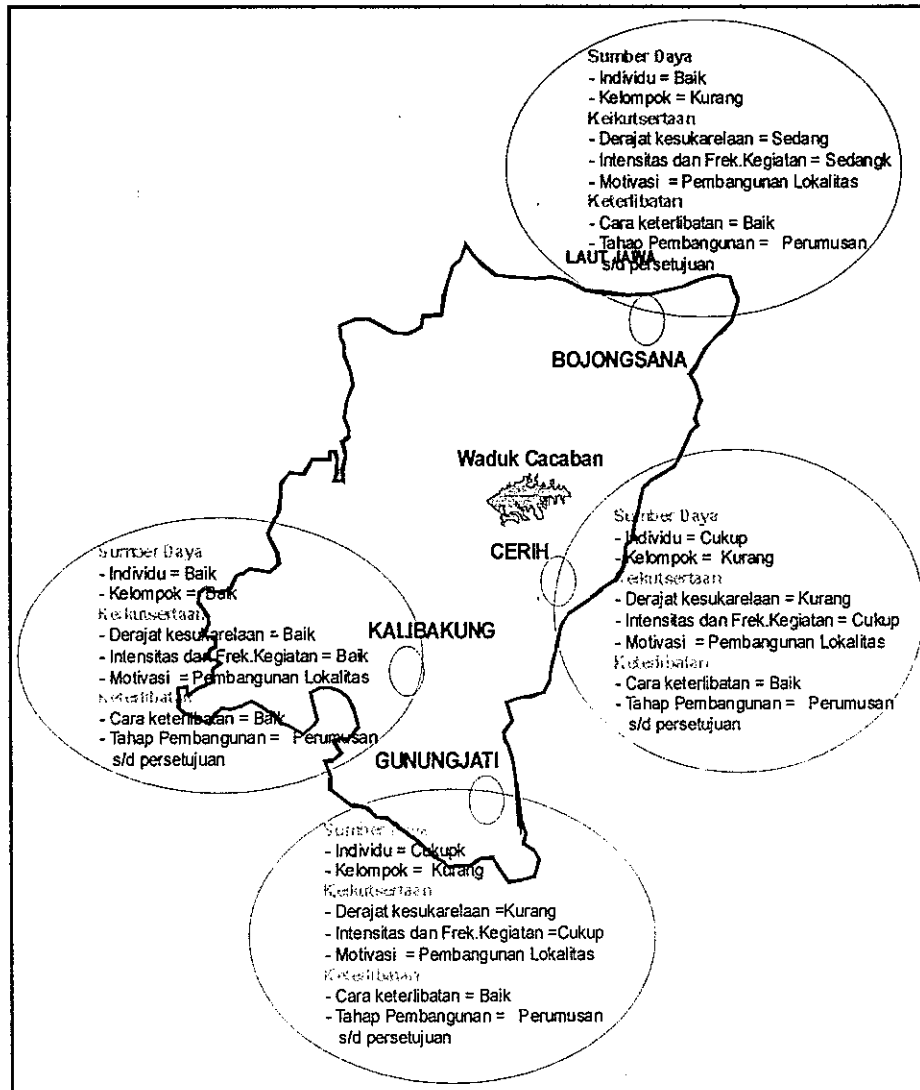 Sumber Daya
- Individu = Baik
- Kelompok = Kurang
Keikutsertaan
- Derajat kesukarelaan = Sedang
- Intensitas dan Frek.Kegiatan = Sedangk
- Motivasi = Pembangunan Lokalitas
Keterlibatan
- Cara keterlibatan = Baik
- Tahap Pembangunan = Perumusan
s/d persetujuan
LAUT JAWA
BOJONGSANA
Waduk Cacaban
CERIH
Sumber Daya
- Individu = Cukup
- Kelompok = Kurang
Keikutsertaan
- Derajat kesukarelaan = Kurang
- Intensitas dan Frek.Kegiatan = Cukup
- Motivasi = Pembangunan Lokalitas
Keterlibatan
- Cara keterlibatan = Baik
- Tahap Pembangunan = Perumusan
s/d persetujuan
Sumber Daya
- Individu = Baik
- Kelompok = Baik
Keikutsertaan
- Derajat kesukarelaan = Baik
- Intensitas dan Frek.Kegiatan = Baik
- Motivasi = Pembangunan Lokalitas
Keterlibatan
- Cara keterlibatan = Baik
- Tahap Pembangunan = Perumusan
s/d persetujuan
KALIBAKUNG
GUNUNGJATI
Sumber Daya
- Individu = Cukupk
- Kelompok = Kurang
Keikutsertaan
- Derajat kesukarelaan =Kurang
- Intensitas dan Frek.Kegiatan =Cukup
- Motivasi = Pembangunan Lokalitas
Keterlibatan
- Cara keterlibatan = Baik
- Tahap Pembangunan = Perumusan
s/d persetujuan